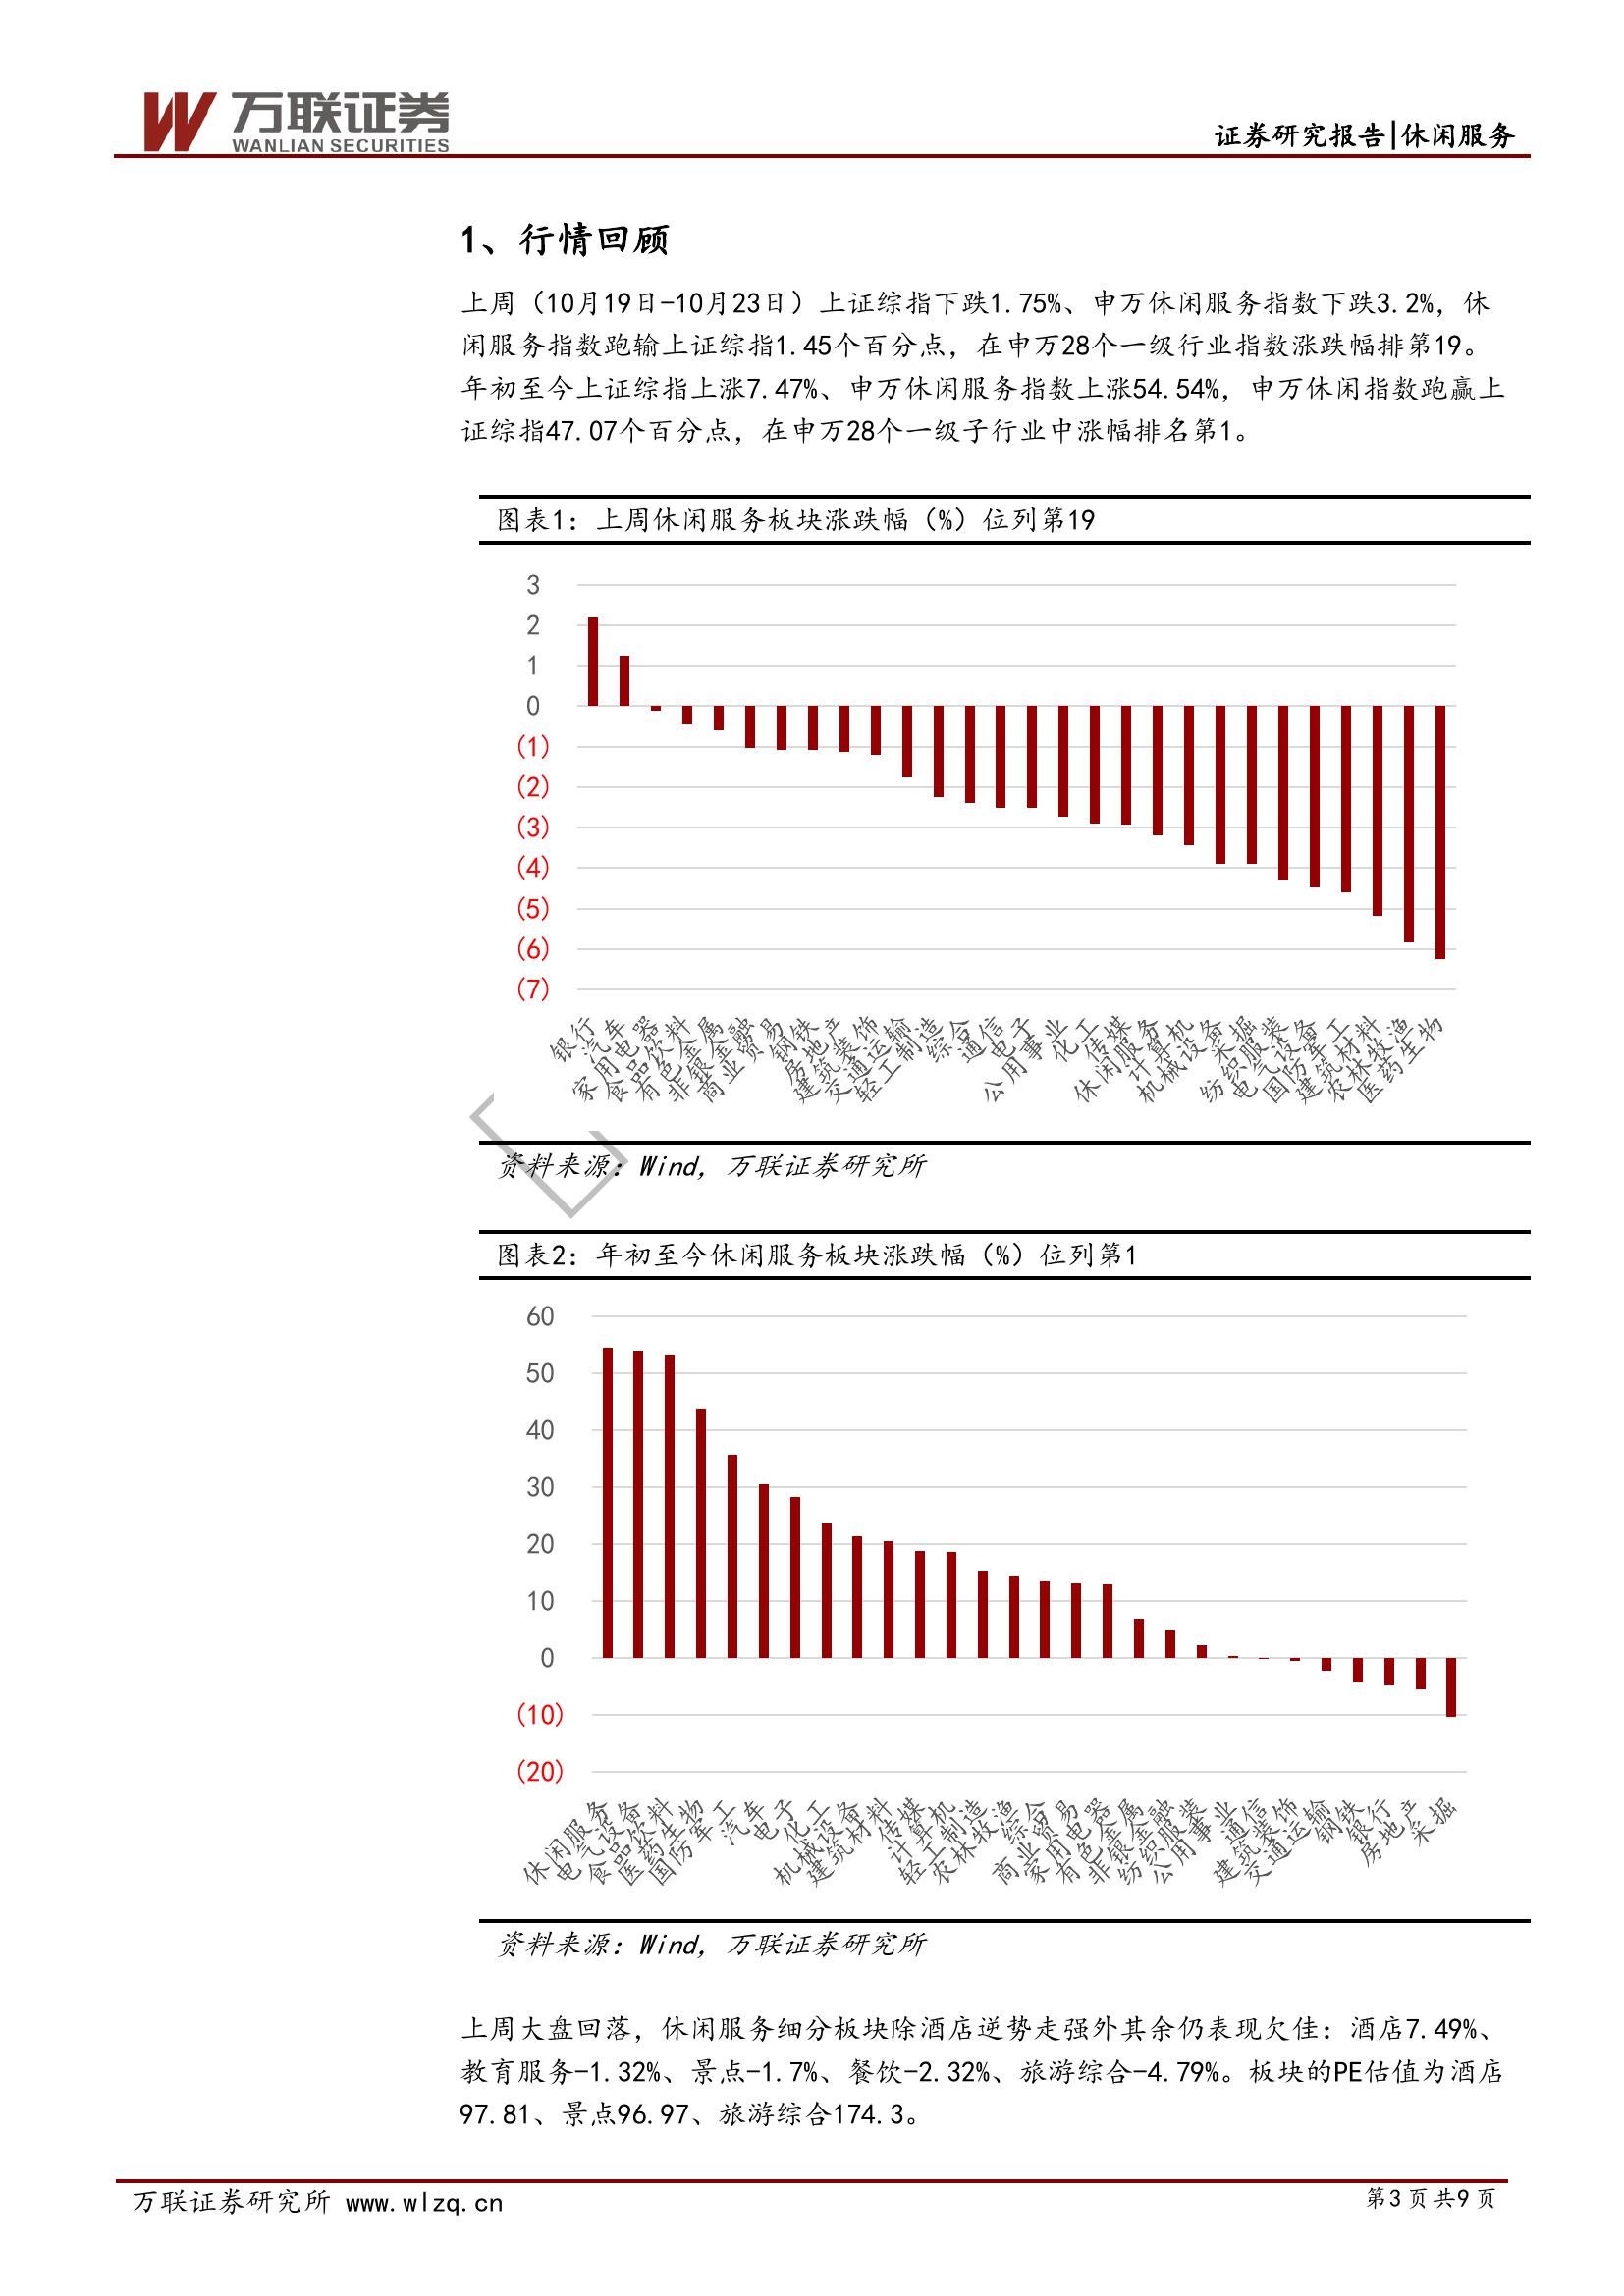 万联证券
WANLIAN SECURITIES
证券研究报告|休闲服务
1、行情回顾
上周（10月19日-10月23日）上证综指下跌1.75%、申万休闲服务指数下跌3.2%，休
闲服务指数跑输上证综指1.45个百分点，在申万28个一级行业指数涨跌幅排第19。
年初至今上证综指上涨7.47%、申万休闲服务指数上涨54.54%，申万休闲指数跑赢上
证综指47.07个百分点，在申万28个一级子行业中涨幅排名第1。
图表1：上周休闲服务板块涨跌幅（%）位列第19
3
2
1
0
(1)
(2)
(3)
(4)
(5)
(6)
(7)
银行
汽车
家用电器
食品饮料
有色金属
非银金融
商业贸易
钢铁
房地产
建筑装饰
交通运输
轻工制造
综合
通信
电子
公用事业
化工
传媒
休闲服务
计算机
机械设备
采掘
纺织服装
电气设备
国防军工
建筑材料
农林牧渔
医药生物
资料来源：Wind，万联证券研究所
图表2：年初至今休闲服务板块涨跌幅（%）位列第1
60
50
40
30
20
10
0
(10)
(20)
休闲服务
电气设备
食品饮料
医药生物
国防军工
汽车
电子
化工
机械设备
建筑材料
传媒
计算机
轻工制造
农林牧渔
综合
商业贸易
家用电器
有色金属
非银金融
纺织服装
公用事业
通信
建筑装饰
交通运输
钢铁
银行
房地产
采掘
资料来源：Wind，万联证券研究所
上周大盘回落，休闲服务细分板块除酒店逆势走强外其余仍表现欠佳：酒店7.49%、
教育服务-1.32%、景点-1.7%、餐饮-2.32%、旅游综合-4.79%。板块的PE估值为酒店
97.81、景点96.97、旅游综合174.3。
万联证券研究所 www.wlzq.cn
第3页共9页